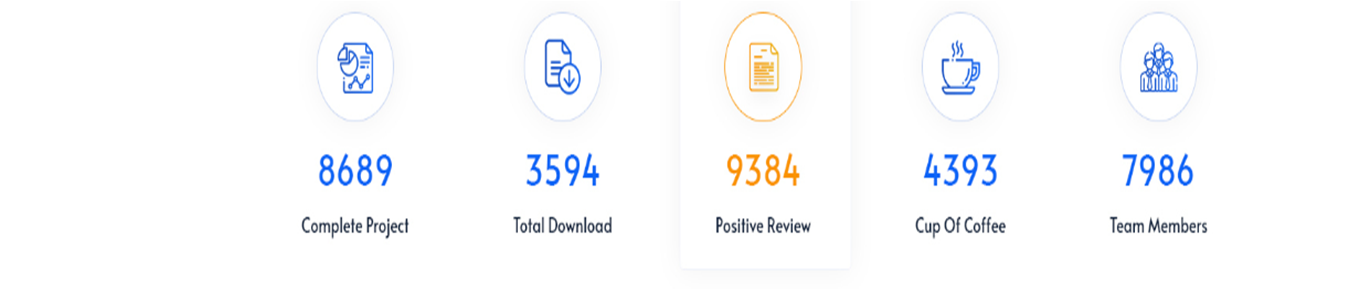 8689 3594 9384 4393 7986
Complete Project Total Download Positive Review Cup Of Coffee Team Members